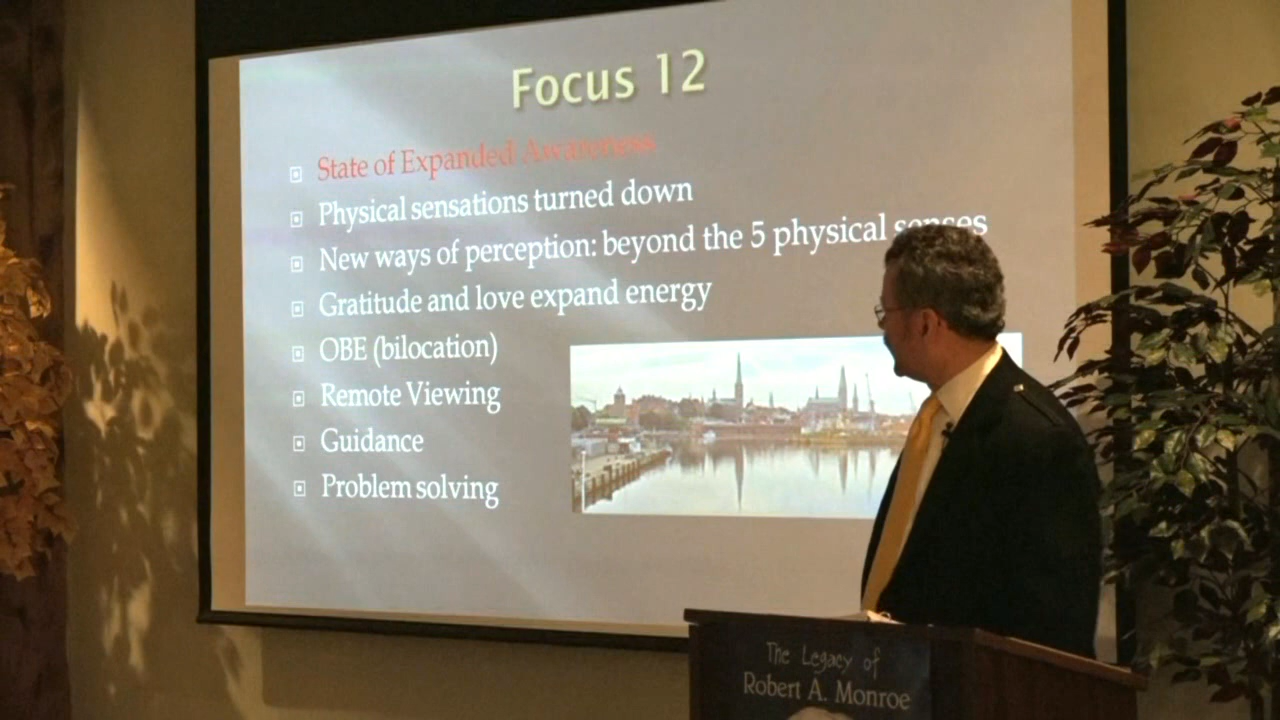 Focus 12
State of Expanded Awareness
Physical sensations turned down
New ways of perception: beyond the 5 physical senses
Gratitude and love expand energy
OBE (bilocation)
Remote Viewing
Guidance
Problem solving
The Legacy of
Robert A. Monroe